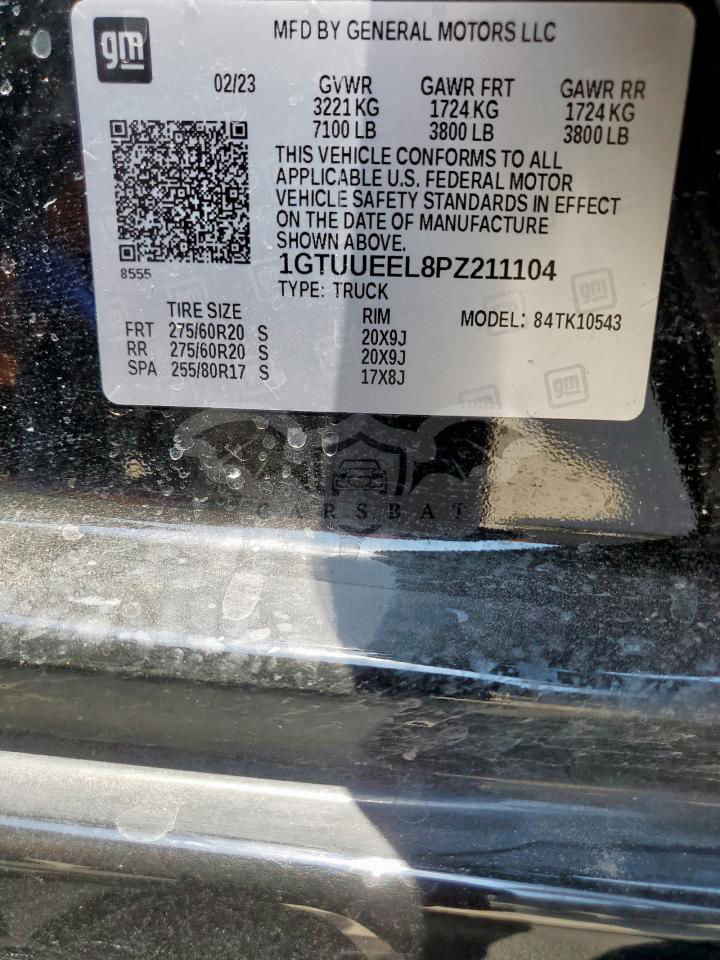 gm
MFD BY GENERAL MOTORS LLC
02/23 GVWR GAWR FRT GAWR RR
3221 KG 1724 KG 1724 KG
7100 LB 3800 LB 3800 LB
THIS VEHICLE CONFORMS TO ALL
APPLICABLE U.S. FEDERAL MOTOR
VEHICLE SAFETY STANDARDS IN EFFECT
ON THE DATE OF MANUFACTURE
SHOWN ABOVE.
8555
1GTUUEEL8PZ211104
TYPE: TRUCK
TIRE SIZE RIM MODEL: 84TK10543
FRT 275/60R20 S 20X9J
RR 275/60R20 S 20X9J
SPA 255/80R17 S 17X8J
gm
gm
gm
CARSBAT